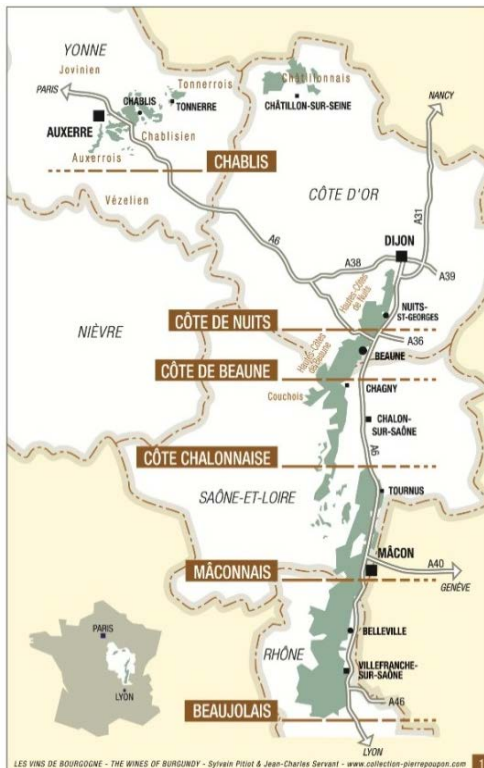 YONNE
Jovinien
PARIS
Tonnerrois
CHABLIS
TONNERRE
AUXERRE
Chablisien
Auxerrois
CHABLIS
Vézelien
Châtillonnais
CHÂTILLON-SUR-SEINE
NANCY
CÔTE D'OR
A31
A6
DIJON
A38
A39
Hautes-Côtes
de Nuits
NUITS-
ST-GEORGES
CÔTE DE NUITS
A36
NIÈVRE
Hautes-Côtes
de Beaune
BEAUNE
CÔTE DE BEAUNE
CHAGNY
Couchois
CHALON-
SUR-SAÔNE
A6
CÔTE CHALONNAISE
SAÔNE-ET-LOIRE
TOURNUS
MÂCON
MÂCONNAIS
A40
GENÈVE
PARIS
LYON
BELLEVILLE
RHÔNE
VILLEFRANCHE-
SUR-SAÔNE
A46
BEAUJOLAIS
LYON
LES VINS DE BOURGOGNE - THE WINES OF BURGUNDY - Sylvain Pitiot & Jean-Charles Servant - www.collection-pierrepoupon.com 1